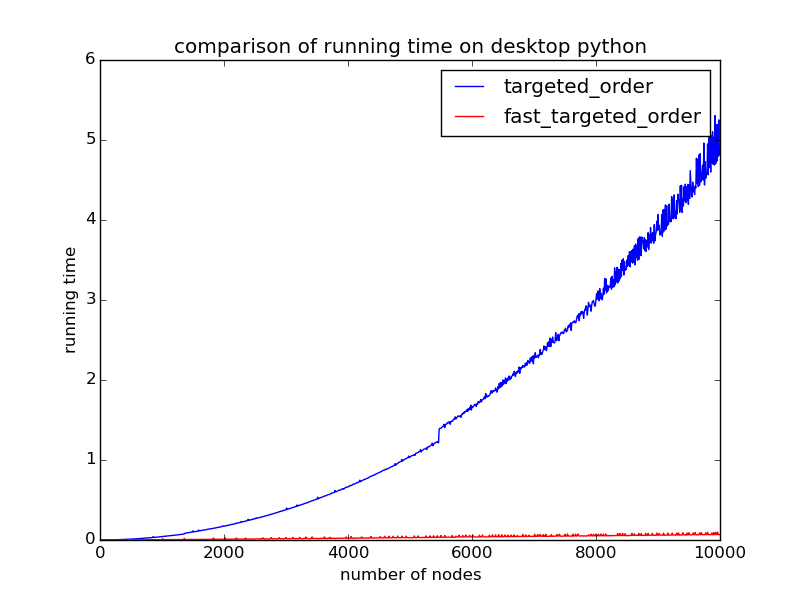 comparison of running time on desktop python
targeted_order
fast_targeted_order
6
5
4
3
2
1
0
running time
0 2000 4000 6000 8000 10000
number of nodes